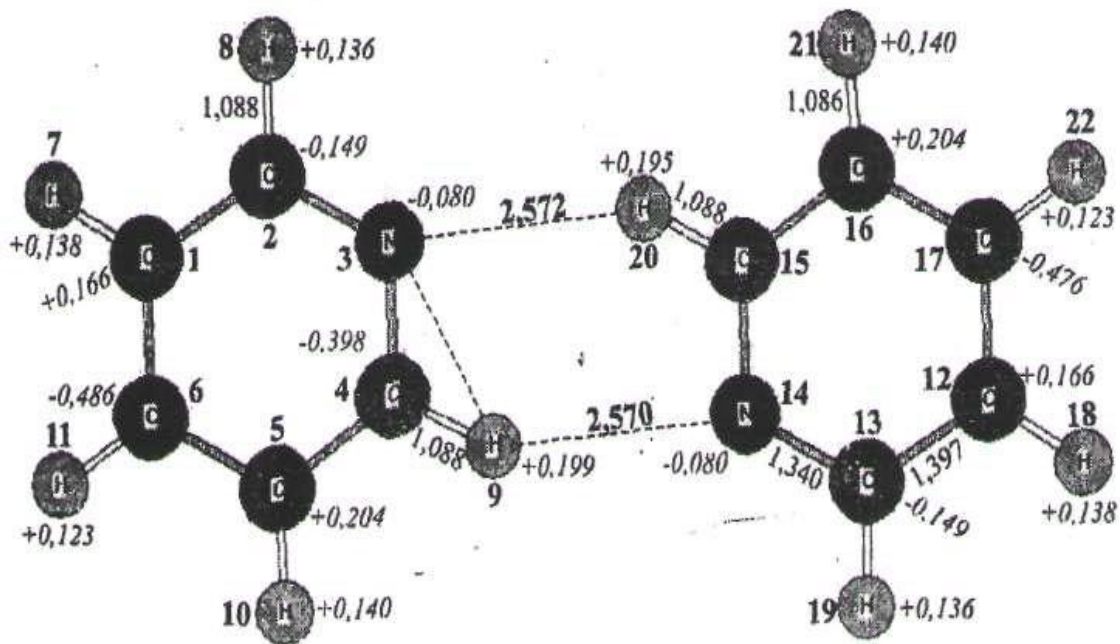 8 H +0,136
21 H +0,140
1,088
1,086
7
-0,149
+0,204
22
H
C
+0,195
C
H
-0,080
2,572
H
1,088
+0,138
2
N
20
16
+0,123
C
1
3
C
15
17
C
+0,166
-0,476
-0,398
-0,486
6
4
C
14
12
+0,166
C
5
H
2,570
N
13
C
18
11
1,088
+0,199
-0,080
1,340
C
1,397
H
H
C
9
-0,149
+0,138
+0,123
+0,204
10 H +0,140
19 H +0,136